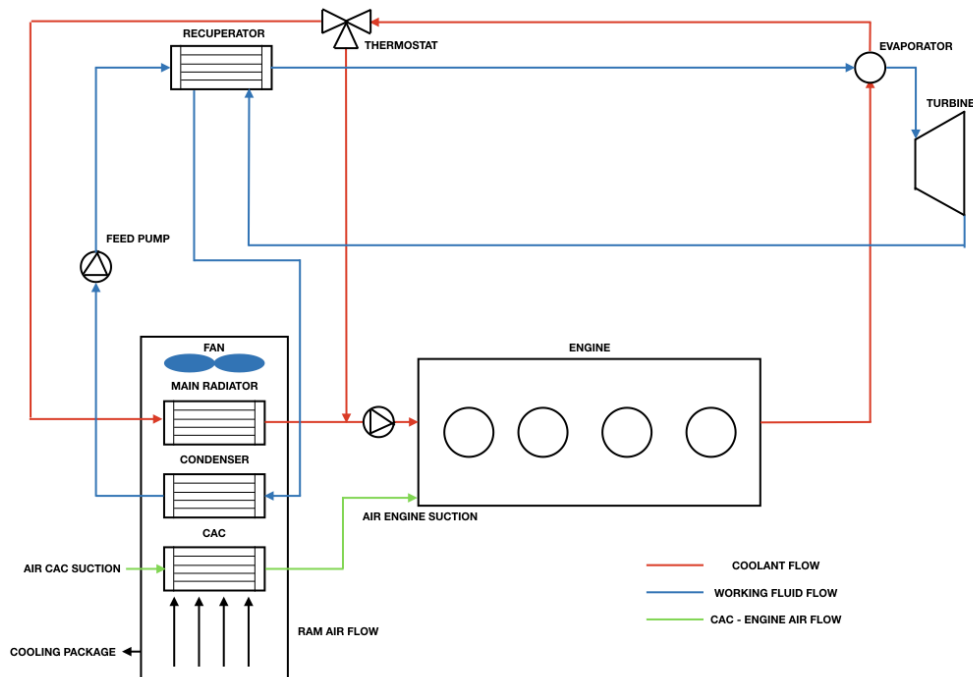 RECUPERATOR
THERMOSTAT
EVAPORATOR
TURBINE
FEED PUMP
FAN
MAIN RADIATOR
ENGINE
CONDENSER
CAC
AIR ENGINE SUCTION
AIR CAC SUCTION
COOLANT FLOW
WORKING FLUID FLOW
CAC - ENGINE AIR FLOW
RAM AIR FLOW
COOLING PACKAGE